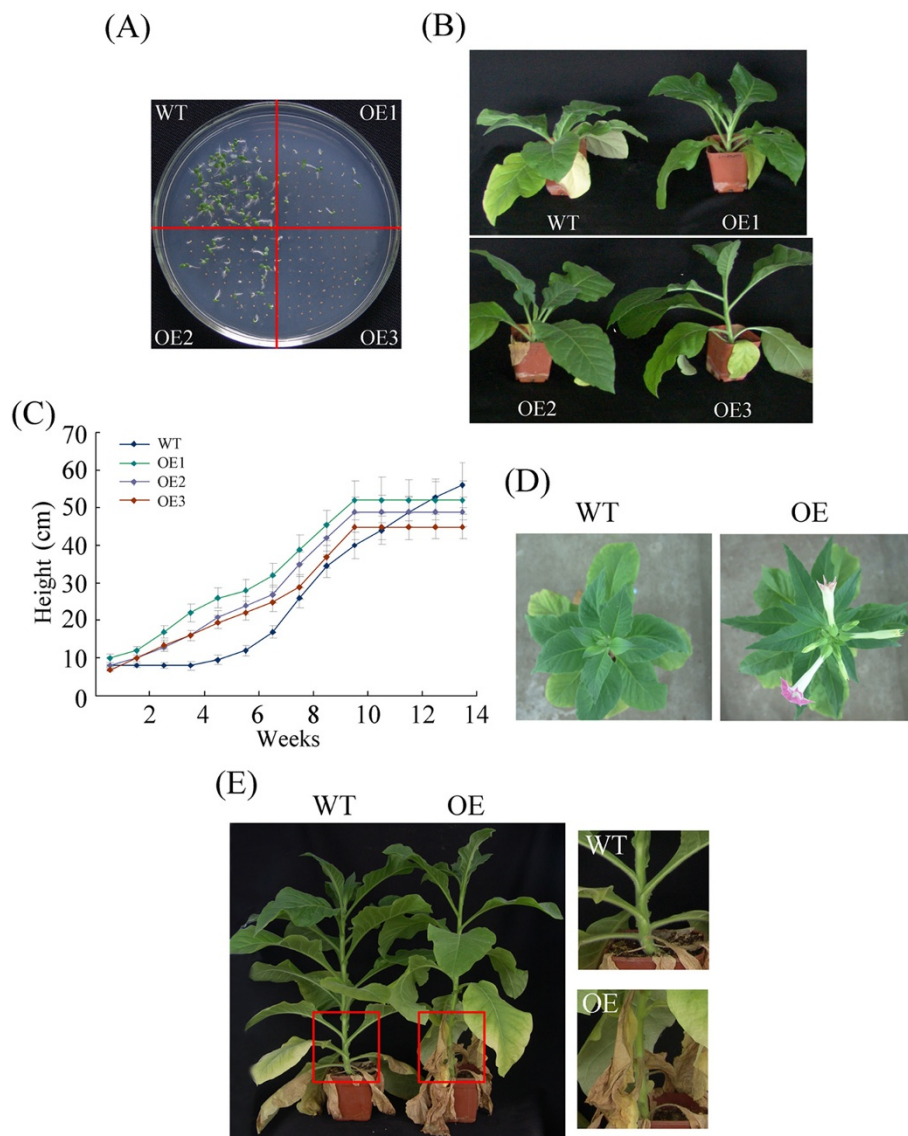 (A)
WT
OE1
OE2
OE3
(B)
WT
OE1
OE2
OE3
(C)
70
60
50
40
30
20
10
0
Height (cm)
WT
OE1
OE2
OE3
2 4 6 8 10 12 14
Weeks
(D)
WT OE
(E)
WT OE
WT
OE